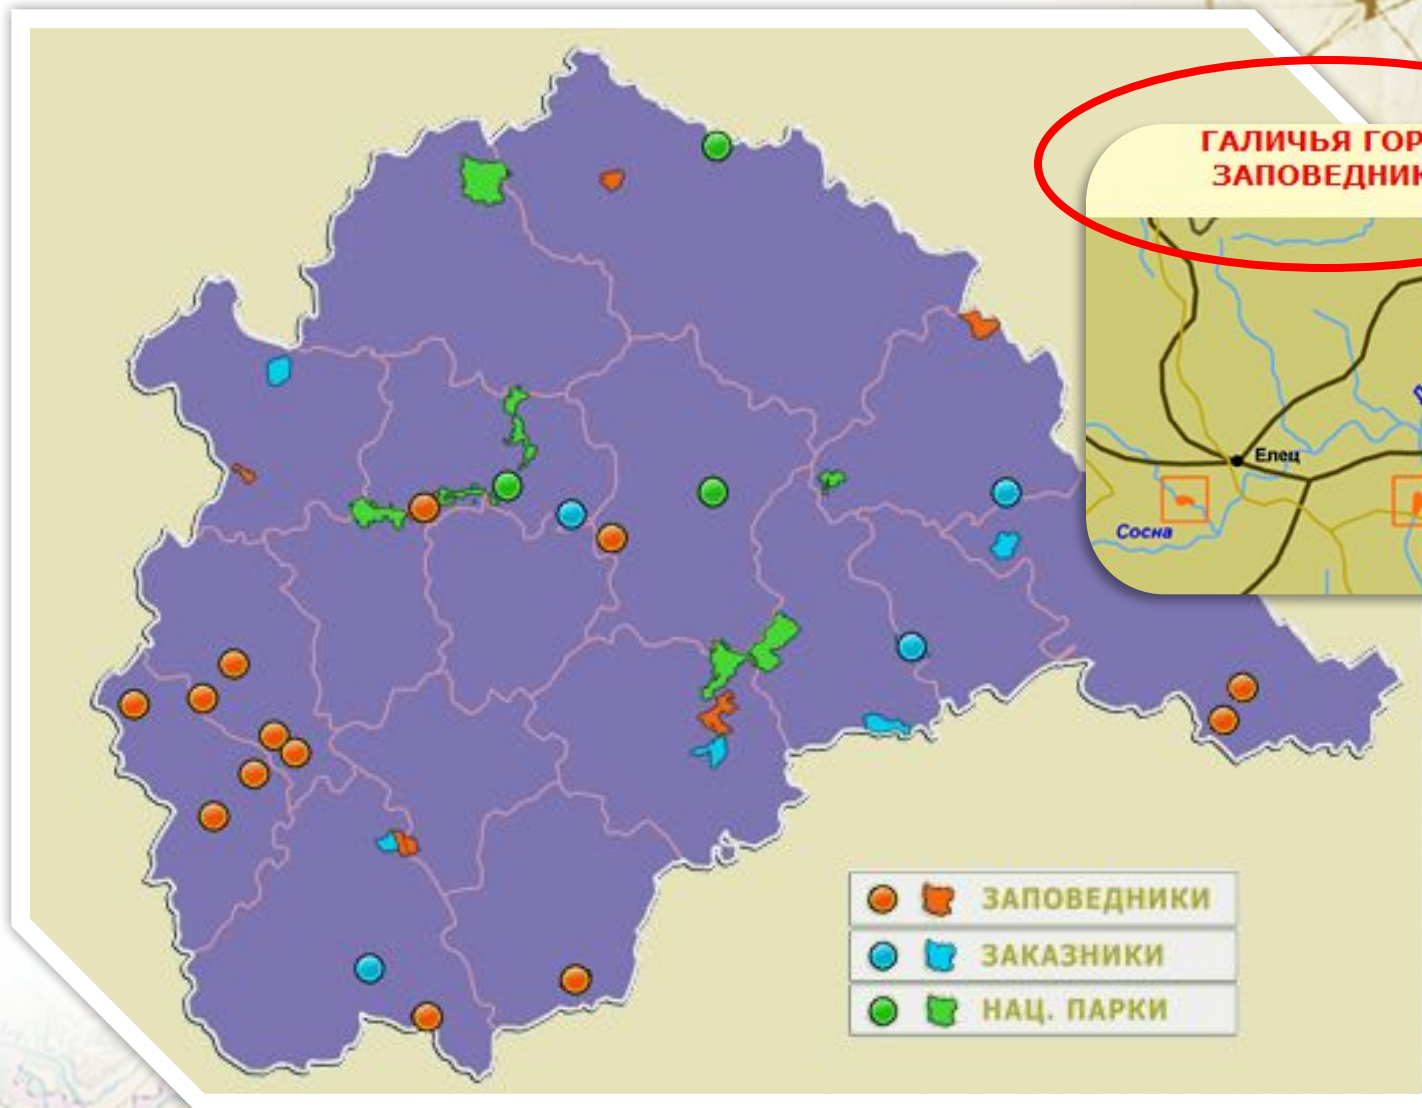 ГАЛИЧЬЯ ГОР
ЗАПОВЕДНИК
Елец
Сосна
ЗАПОВЕДНИКИ
ЗАКАЗНИКИ
НАЦ. ПАРКИ